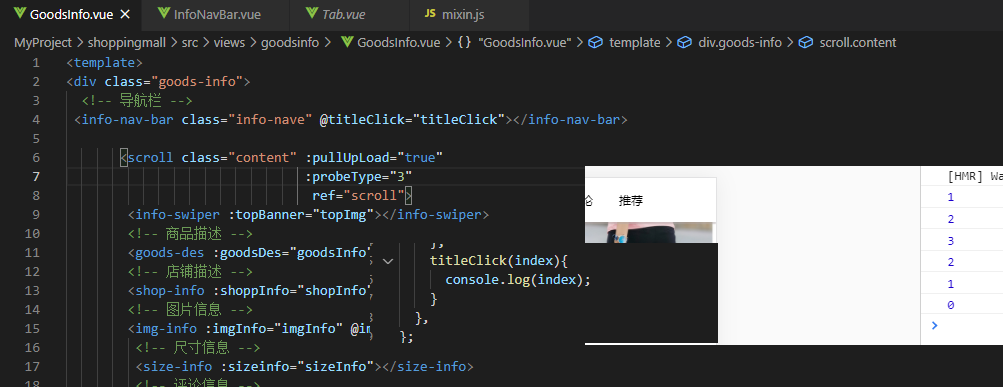 GoodsInfo.vue
InfoNavBar.vue
Tab.vue
JS mixin.js
MyProject > shoppingmall > src > views > goodsinfo > GoodsInfo.vue > {} "GoodsInfo.vue" > template > div.goods-info > scroll.content
1 <template>
2 <div class="goods-info">
3 <!-- 导航栏 -->
4 <info-nav-bar class="info-nave" @titleClick="titleClick"></info-nav-bar>
5
6 <scroll class="content" :pullUpLoad="true"
7 :probeType="3"
8 ref="scroll">
9 <info-swiper :topBanner="topImg"></info-swiper>
10 <!-- 商品描述 -->
11 <goods-des :goodsDes="goodsInfo"
12 <!-- 店铺描述 -->
13 <shop-info :shoppInfo="shopInfo"
14 <!-- 图片信息 -->
15 <img-info :imgInfo="imgInfo" @im
16 <!-- 尺寸信息 -->
17 <size-info :sizeinfo="sizeInfo"></size-info>
18 <!-- 评论信息 -->
},
titleClick(index){
console.log(index);
}
},
};
论 推荐
[HMR] Wa
1
2
3
2
1
0